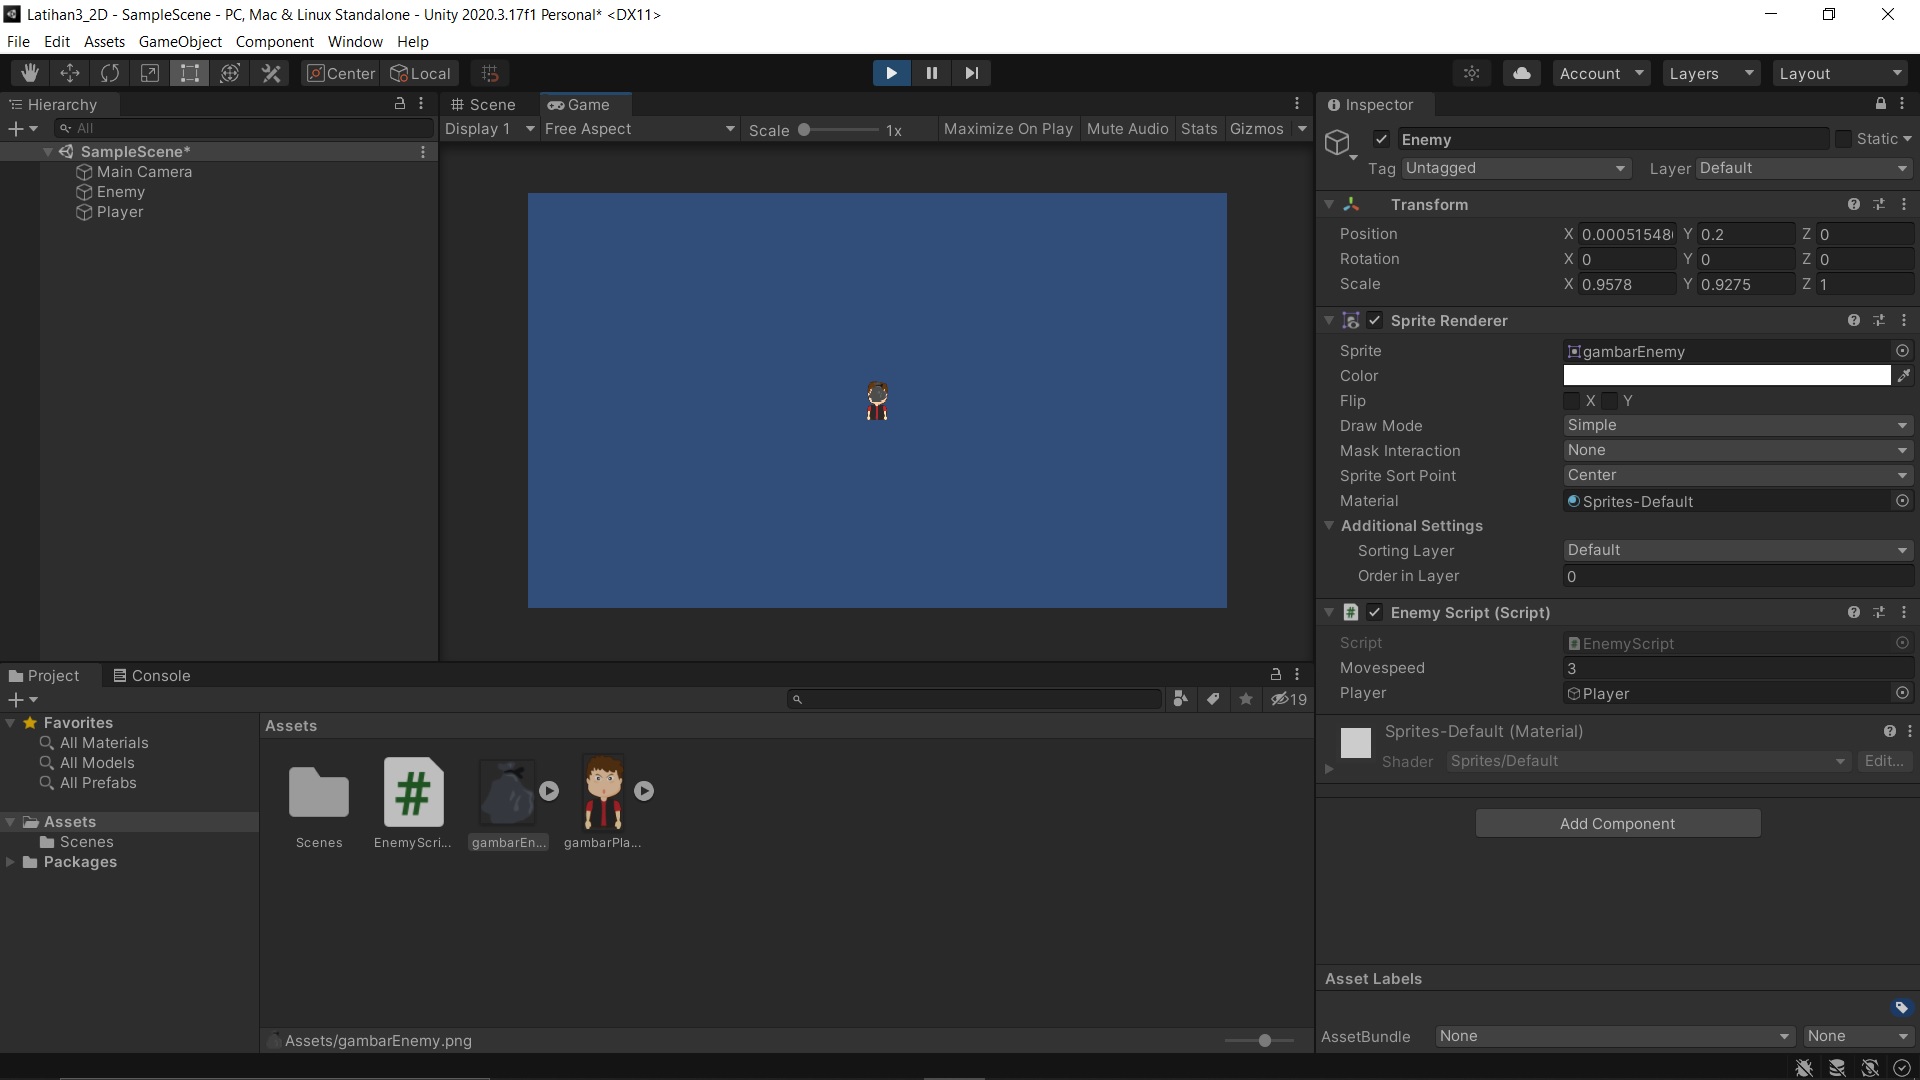 Latihan3_2D - SampleScene - PC, Mac & Linux Standalone - Unity 2020.3.17f1 Personal* <DX11>
File Edit Assets GameObject Component Window Help
Center Local Account Layers Layout
Hierarchy
All
SampleScene*
Main Camera
Enemy
Player
Scene Game
Display 1 Free Aspect Scale 1x Maximize On Play Mute Audio Stats Gizmos
Inspector
Enemy Static
Tag Untagged Layer Default
Transform
Position X 0.000515480 Y 0.2 Z 0
Rotation X 0 Y 0 Z 0
Scale X 0.9578 Y 0.9275 Z 1
Sprite Renderer
Sprite gambarEnemy
Color
Flip X Y
Draw Mode Simple
Mask Interaction None
Sprite Sort Point Center
Material Sprites-Default
Additional Settings
Sorting Layer Default
Order in Layer 0
# Enemy Script (Script)
Script EnemyScript
Movespeed 3
Player Player
Sprites-Default (Material)
Shader Sprites/Default Edit...
Add Component
Asset Labels
AssetBundle None None
Project Console
19
Favorites
All Materials
All Models
All Prefabs
Assets
Scenes
Packages
Assets
#
Scenes EnemyScri... gambarEn... gambarPla...
Assets/gambarEnemy.png